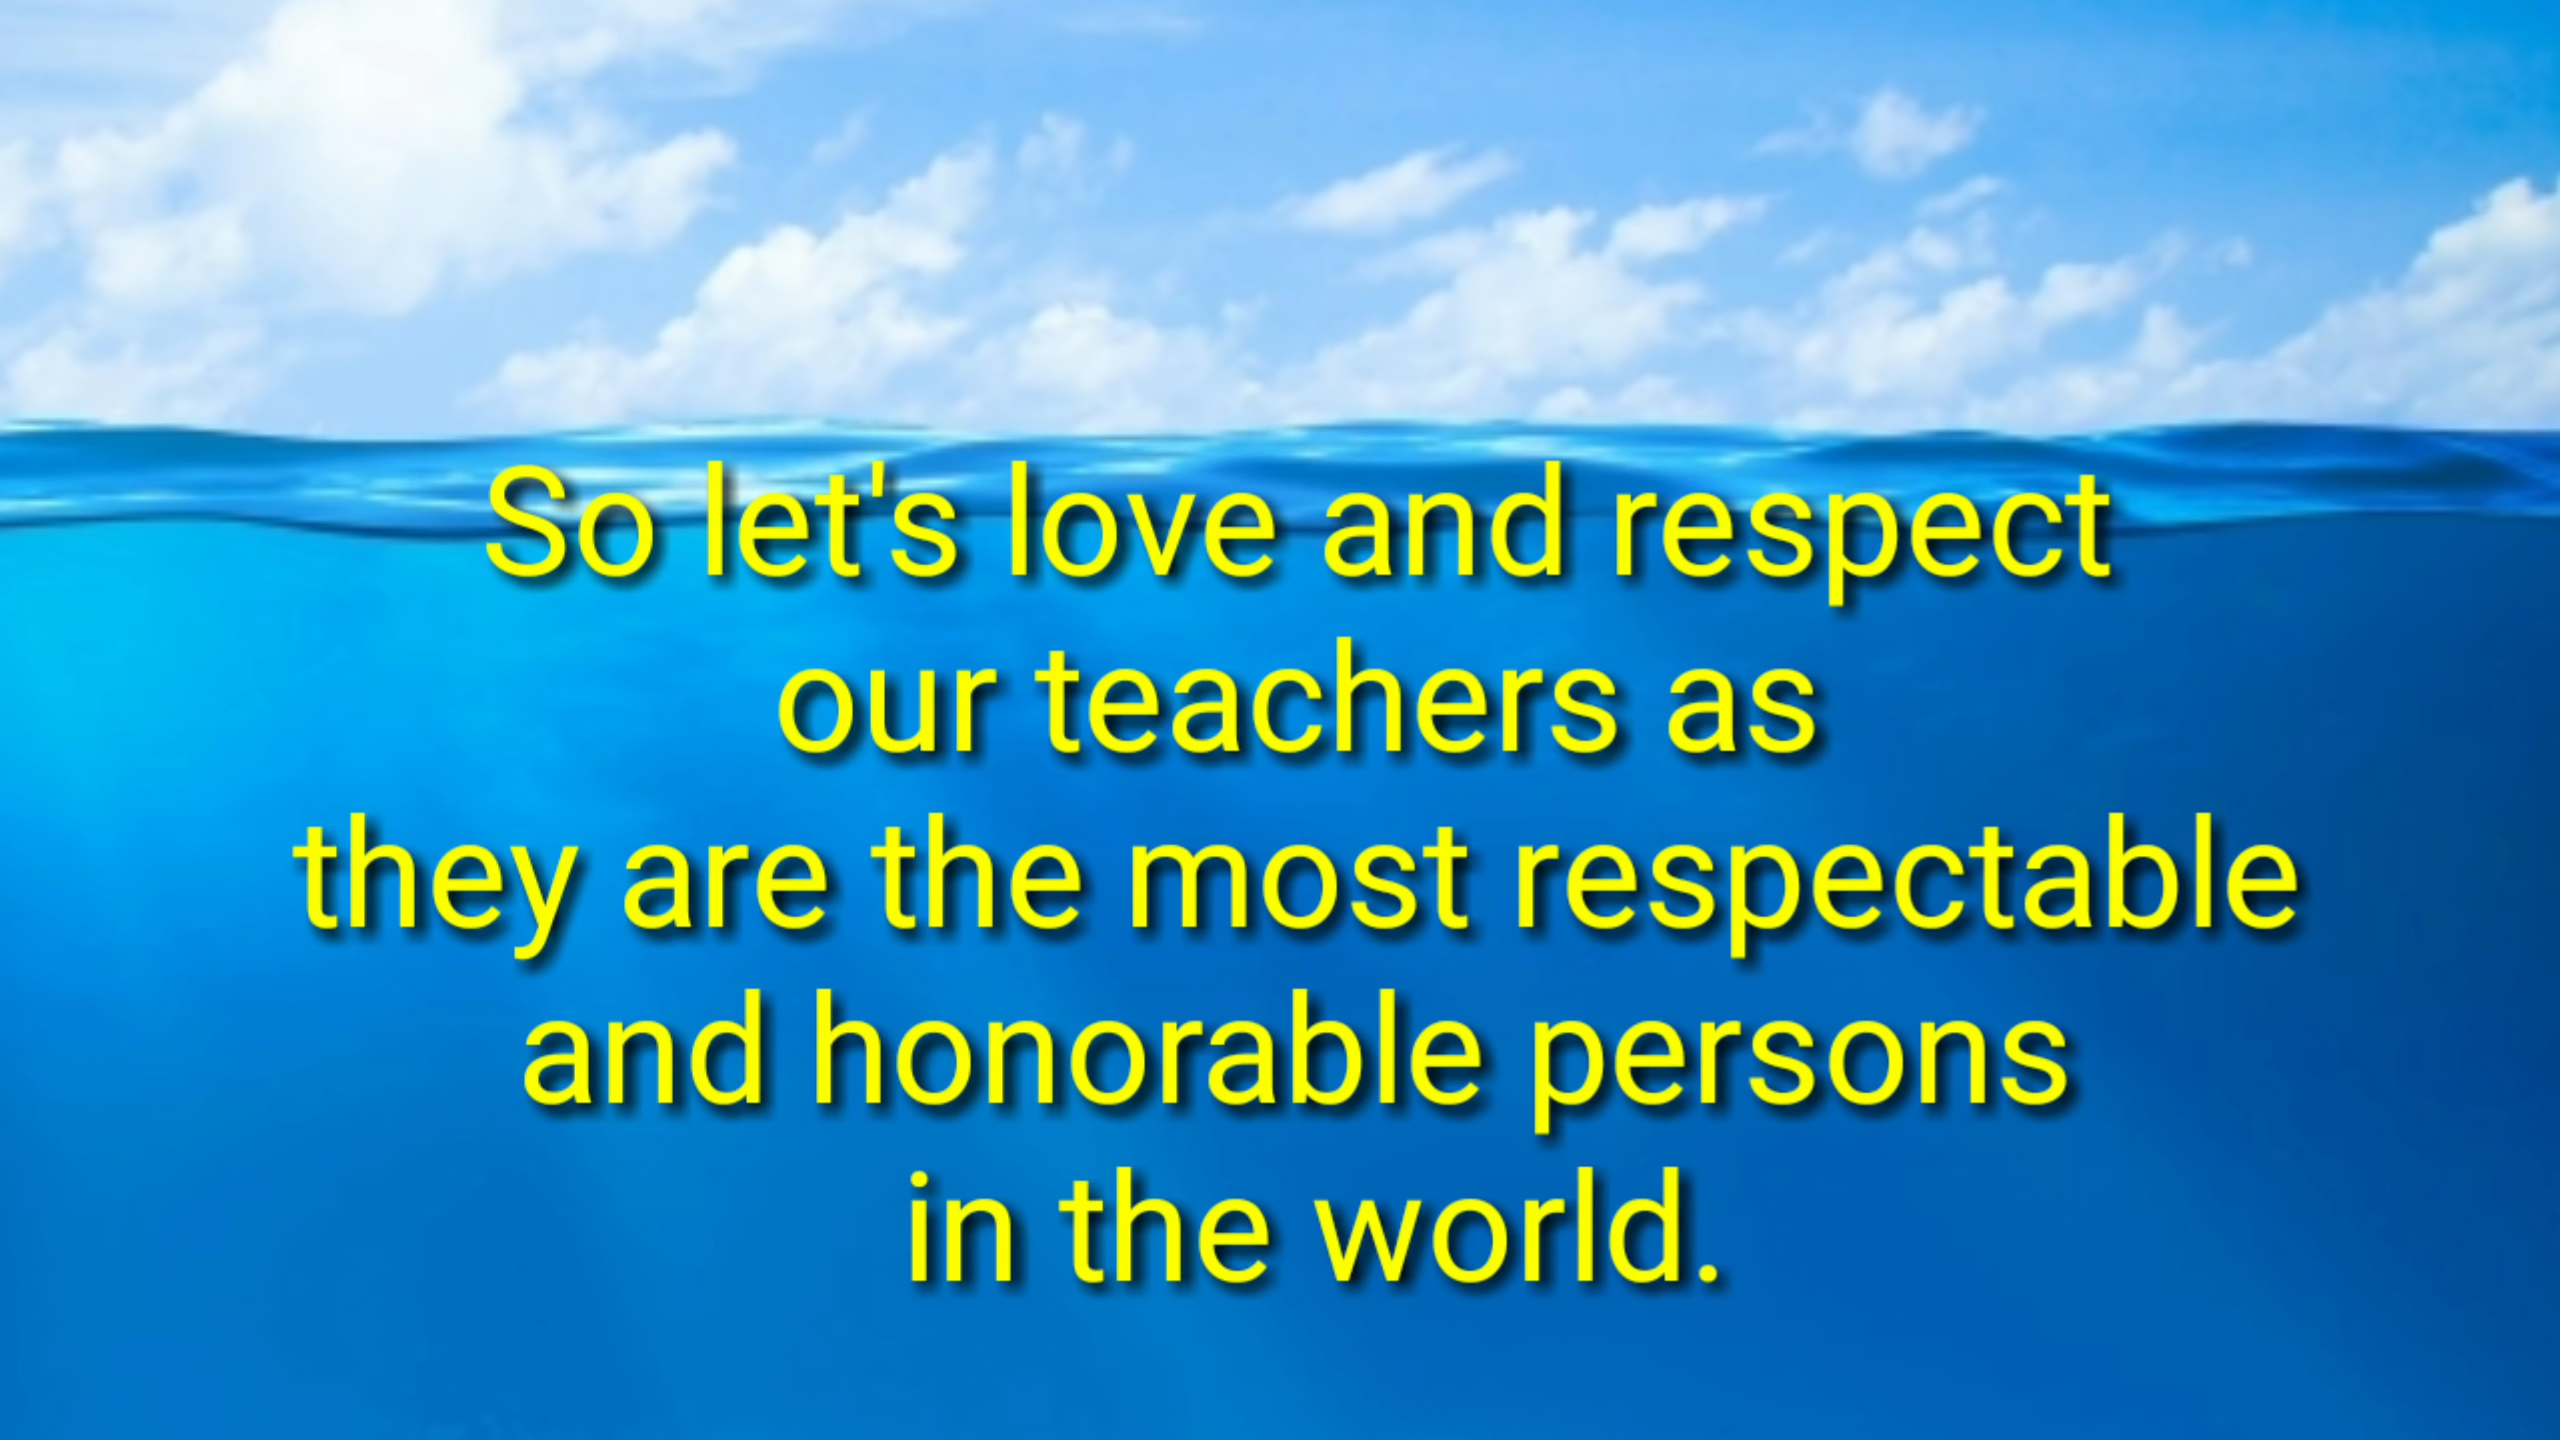 So let's love and respect
our teachers as
they are the most respectable
and honorable persons
in the world.